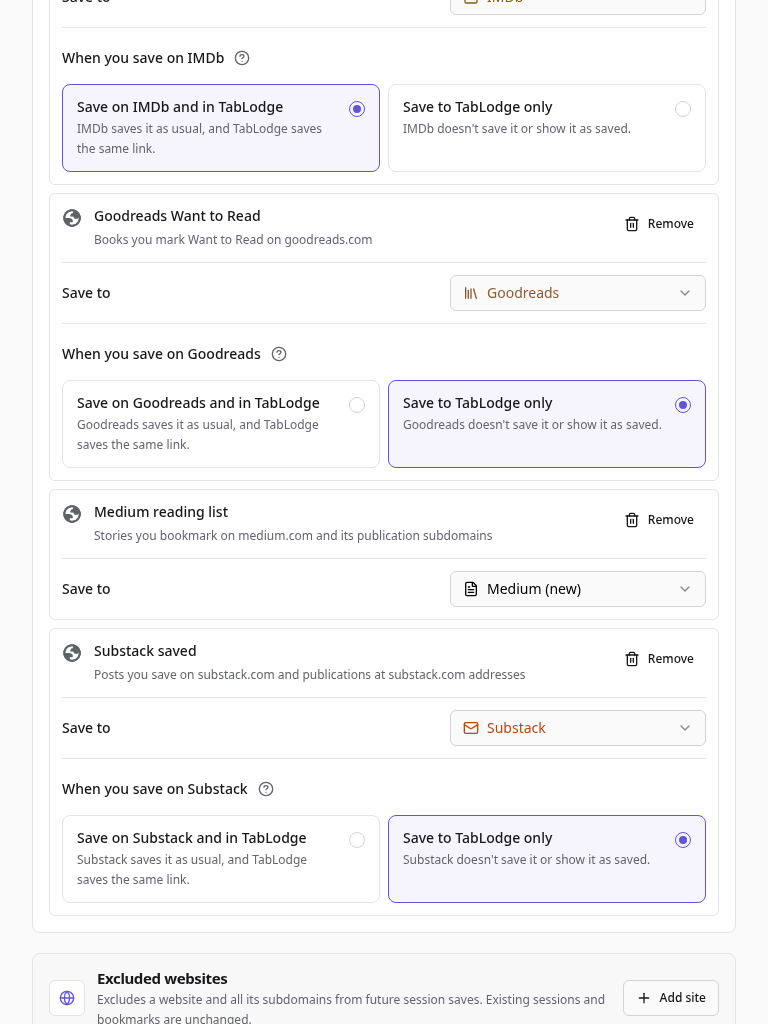 When you save on IMDb
Save on IMDb and in TabLodge
IMDb saves it as usual, and TabLodge saves
the same link.
Save to TabLodge only
IMDb doesn't save it or show it as saved.
Goodreads Want to Read
Books you mark Want to Read on goodreads.com
Remove
Save to
Goodreads
When you save on Goodreads
Save on Goodreads and in TabLodge
Goodreads saves it as usual, and TabLodge
saves the same link.
Save to TabLodge only
Goodreads doesn't save it or show it as saved.
Medium reading list
Stories you bookmark on medium.com and its publication subdomains
Remove
Save to
Medium (new)
Substack saved
Posts you save on substack.com and publications at substack.com addresses
Remove
Save to
Substack
When you save on Substack
Save on Substack and in TabLodge
Substack saves it as usual, and TabLodge
saves the same link.
Save to TabLodge only
Substack doesn't save it or show it as saved.
Excluded websites
Excludes a website and all its subdomains from future session saves. Existing sessions and
bookmarks are unchanged.
Add site